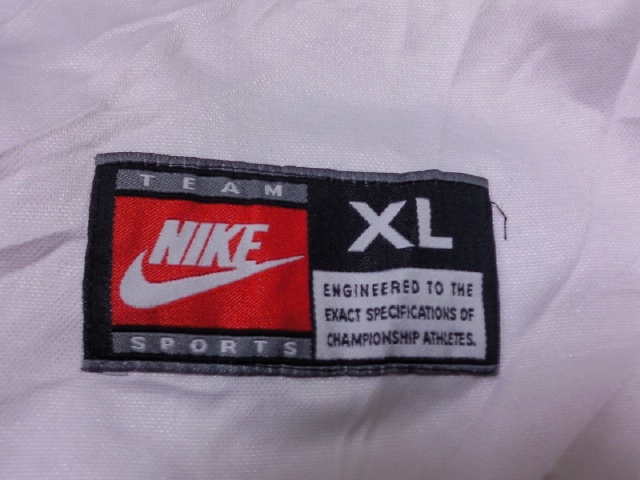 TEAM
NIKE
SPORTS
XL
ENGINEERED TO THE
EXACT SPECIFICATIONS OF
CHAMPIONSHIP ATHLETES.